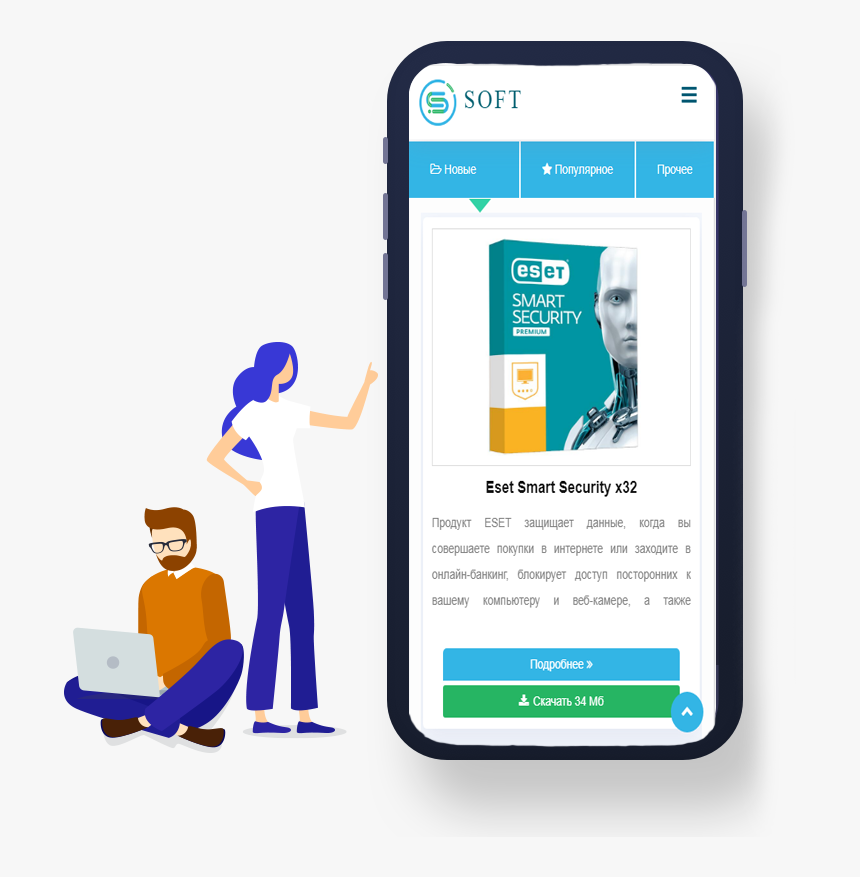 SOFT
Новые
Популярное
Прочее
eset
SMART
SECURITY
PREMIUM
Eset Smart Security x32
Продукт ESET защищает данные, когда вы
совершаете покупки в интернете или заходите в
онлайн-банкинг, блокирует доступ посторонних к
вашему компьютеру и веб-камере, а также
Подробнее »
Скачать 34 Мб